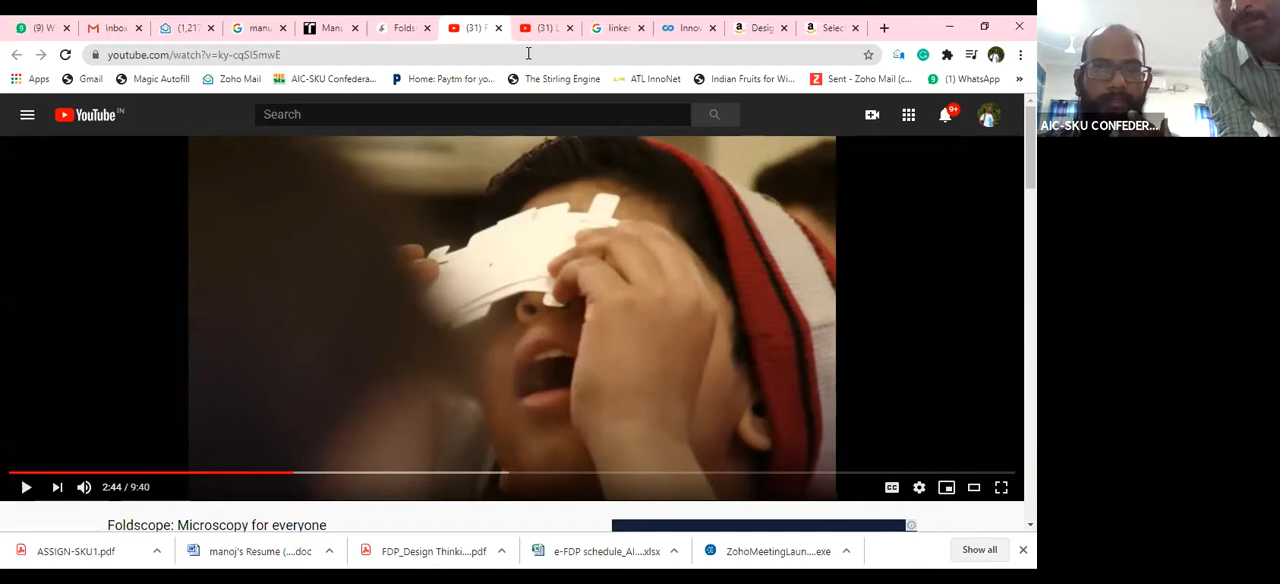 (9) W
Inbox
(1,21
manu
Manu
Folds
(31) F
(31) L
linke
Innov
Desig
Selec
youtube.com/watch?v=ky-cqSI5mwE
Apps
Gmail
Magic Autofill
Zoho Mail
AIC-SKU Confedera...
Home: Paytm for yo...
The Stirling Engine
ATL InnoNet
Indian Fruits for Wi...
Sent - Zoho Mail (c...
(1) WhatsApp
»
YouTube IN
Search
9+
AIC-SKU CONFEDER...
2:44 / 9:40
CC
Foldscope: Microscopy for everyone
ASSIGN-SKU1.pdf
manoj's Resume (....doc
FDP_Design Thinki....pdf
e-FDP schedule_AI....xlsx
ZohoMeetingLaun....exe
Show all